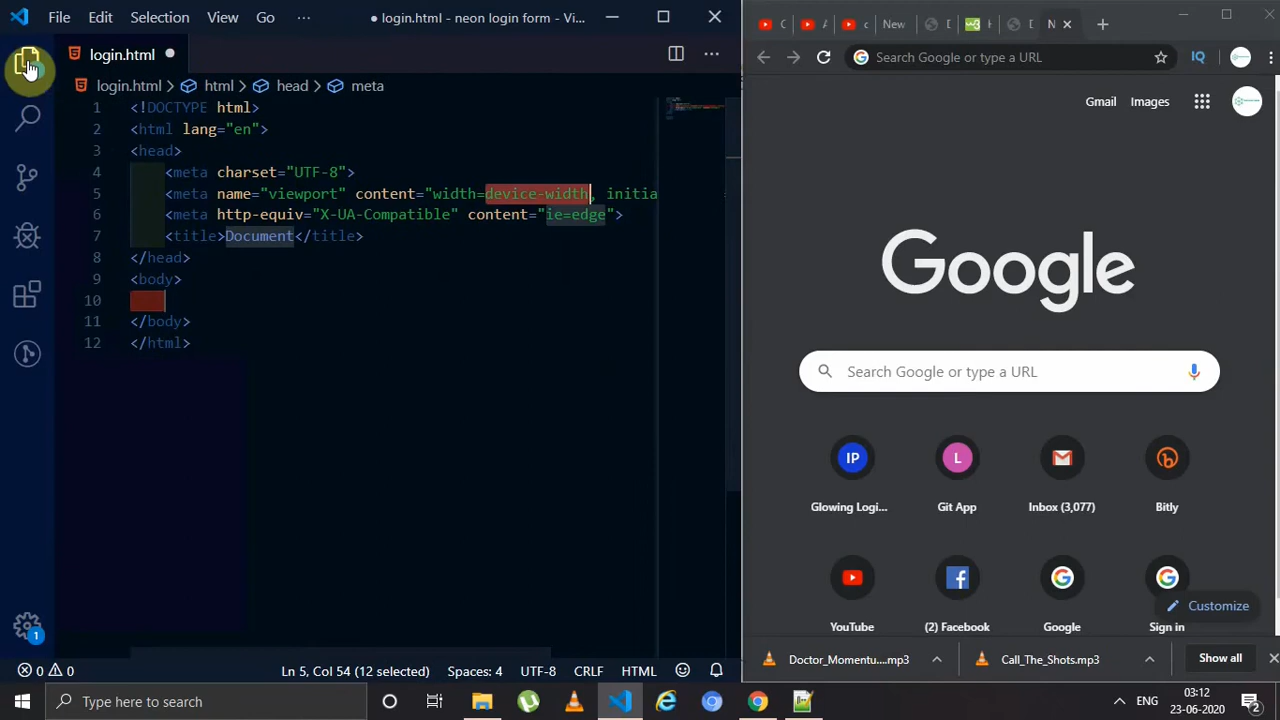 File Edit Selection View Go ··· ● login.html - neon login form - Vi...
login.html ●
login.html > html > head > meta
1 <!DOCTYPE html>
2 <html lang="en">
3 <head>
4 <meta charset="UTF-8">
5 <meta name="viewport" content="width=device-width, initia
6 <meta http-equiv="X-UA-Compatible" content="ie=edge">
7 <title>Document</title>
8 </head>
9 <body>
10
11 </body>
12 </html>
1
0 0 Ln 5, Col 54 (12 selected) Spaces: 4 UTF-8 CRLF HTML
New
Search Google or type a URL
IQ
Gmail Images
Google
Search Google or type a URL
IP L
Glowing Logi... Git App Inbox (3,077) Bitly
YouTube (2) Facebook Google Sign in
Customize
Doctor_Momentu....mp3 Call_The_Shots.mp3 Show all
Type here to search
ENG
03:12
23-06-2020
2